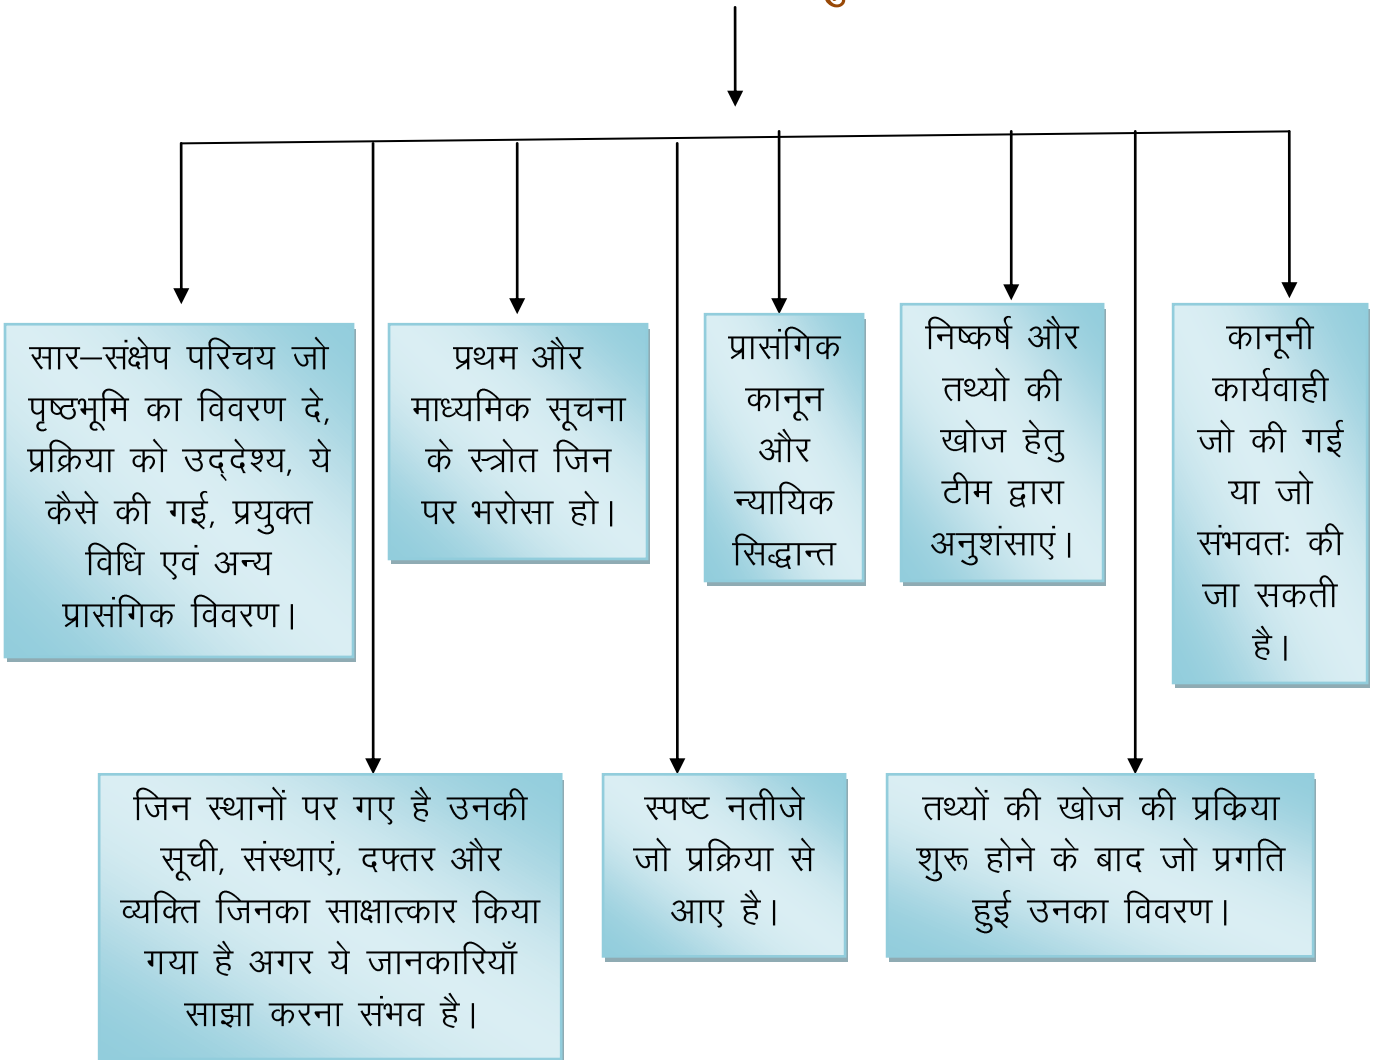 सार–संक्षेप परिचय जो
पृष्ठभूमि का विवरण दे,
प्रक्रिया को उद्देश्य, ये
कैसे की गई, प्रयुक्त
विधि एवं अन्य
प्रासंगिक विवरण।
प्रथम और
माध्यमिक सूचना
के स्त्रोत जिन
पर भरोसा हो।
प्रासंगिक
कानून
और
न्यायिक
सिद्धान्त
निष्कर्ष और
तथ्यो की
खोज हेतु
टीम द्वारा
अनुशंसाएं।
कानूनी
कार्यवाही
जो की गई
या जो
संभवतः की
जा सकती
है।
जिन स्थानों पर गए है उनकी
सूची, संस्थाएं, दफ्तर और
व्यक्ति जिनका साक्षात्कार किया
गया है अगर ये जानकारियाँ
साझा करना संभव है।
स्पष्ट नतीजे
जो प्रक्रिया से
आए है।
तथ्यों की खोज की प्रक्रिया
शुरू होने के बाद जो प्रगति
हुई उनका विवरण।